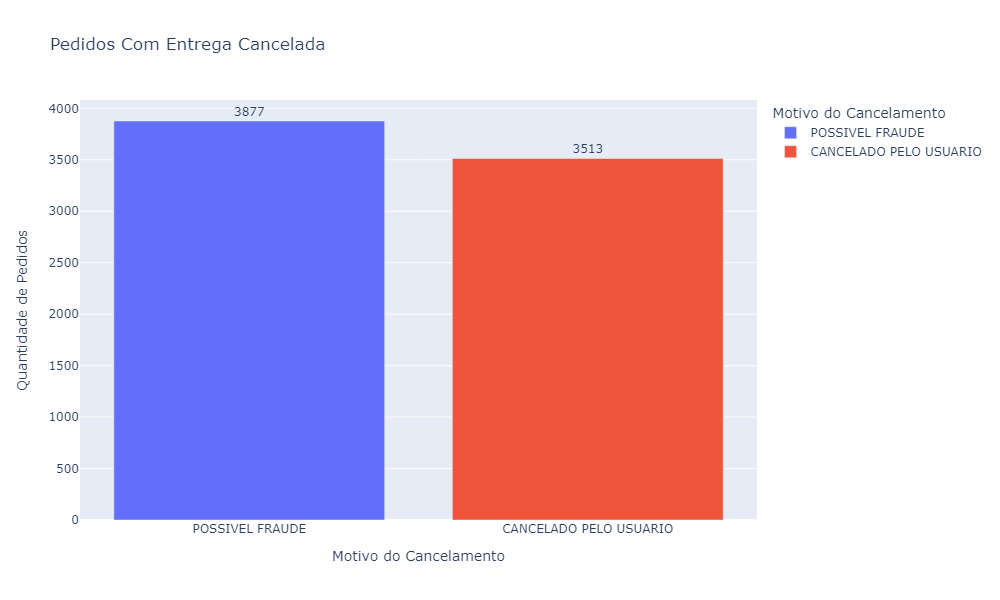 Pedidos Com Entrega Cancelada
Quantidade de Pedidos
4000
3500
3000
2500
2000
1500
1000
500
0
3877
3513
POSSIVEL FRAUDE
CANCELADO PELO USUARIO
Motivo do Cancelamento
Motivo do Cancelamento
POSSIVEL FRAUDE
CANCELADO PELO USUARIO